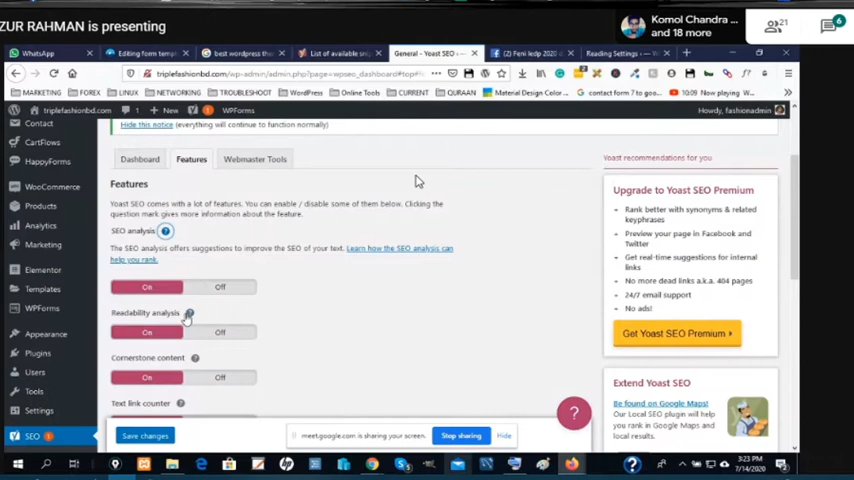 ZUR RAHMAN is presenting
Komol Chandra ...
and 18 more
21
6
WhatsApp
Editing form temp
best wordpress th
List of available sni
General - Yoast SEO —
(2) Feni ledp 2020
Reading Settings ‹
triplefashionbd.com/wp-admin/admin.php?page=wpseo_dashboard#top#f
MARKETING
LINUX
NETWORKING
TROUBLESHOOT
WordPress
Online Tools
CURRENT
QURAAN
Material Design Color...
contact form 7 to go
10:09 Now playing
triplefashionbd.com
1
New
1
WPForms
Howdy, fashionadmin
Contact
CartFlows
HappyForms
WooCommerce
Products
Analytics
Marketing
Elementor
Templates
WPForms
Appearance
Plugins
Users
Tools
Settings
SEO
Hide this notice (everything will continue to function normally)
Dashboard
Features
Webmaster Tools
Features
Yoast SEO comes with a lot of features. You can enable / disable some of them below. Clicking the
question mark gives more information about the feature.
SEO analysis
The SEO analysis offers suggestions to improve the SEO of your text. Learn how the SEO analysis can
help you rank.
On Off
Readability analysis
On Off
Cornerstone content
On Off
Text link counter
Save changes
meet.google.com is sharing your screen.
Stop sharing
Hide
?
Yoast recommendations for you
Upgrade to Yoast SEO Premium
Rank better with synonyms & related
keyphrases
Preview your page in Facebook and
Twitter
Get real-time suggestions for internal
links
No more dead links a.k.a. 404 pages
24/7 email support
No ads!
Get Yoast SEO Premium
Extend Yoast SEO
Be found on Google Maps!
Our Local SEO plugin will help
you rank in Google Maps and
local results.
3:23 PM
7/14/2020